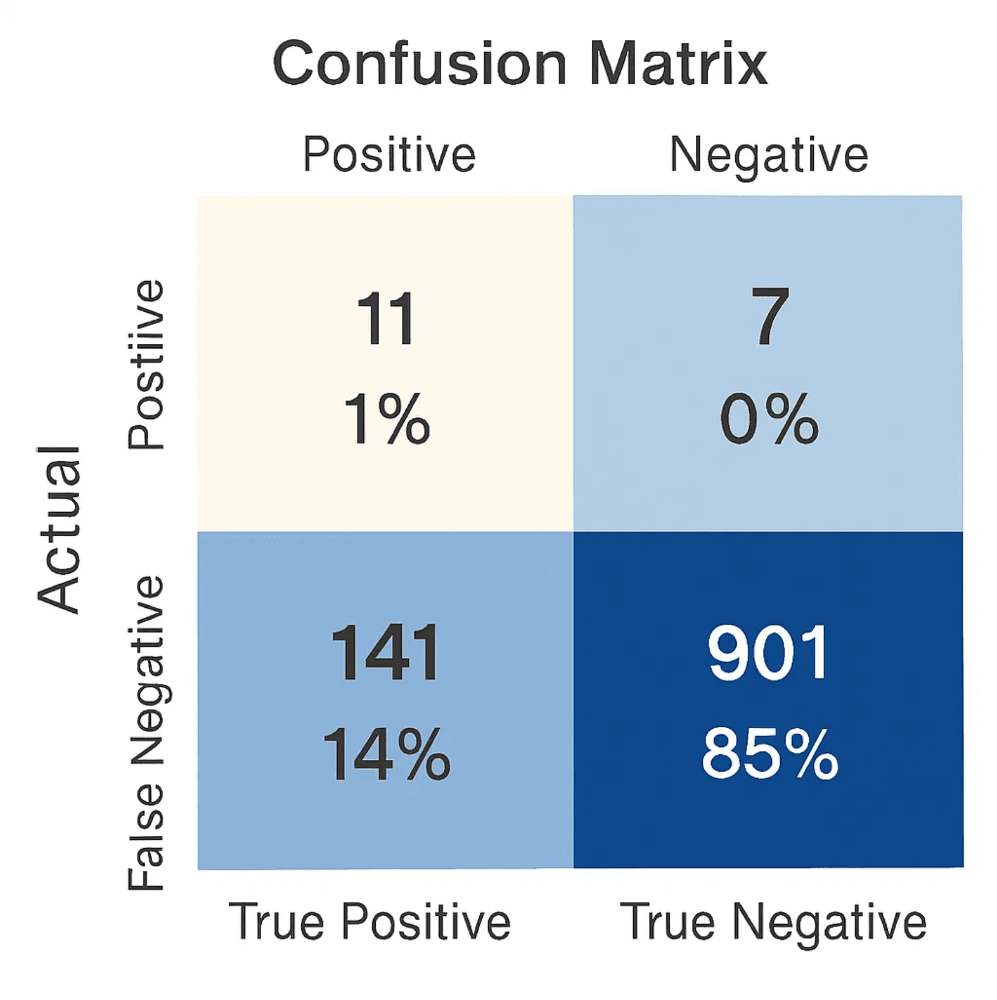 Confusion Matrix
Positive Negative
Actual
Postiive
11 7
1% 0%
False Negative
141 901
14% 85%
True Positive True Negative